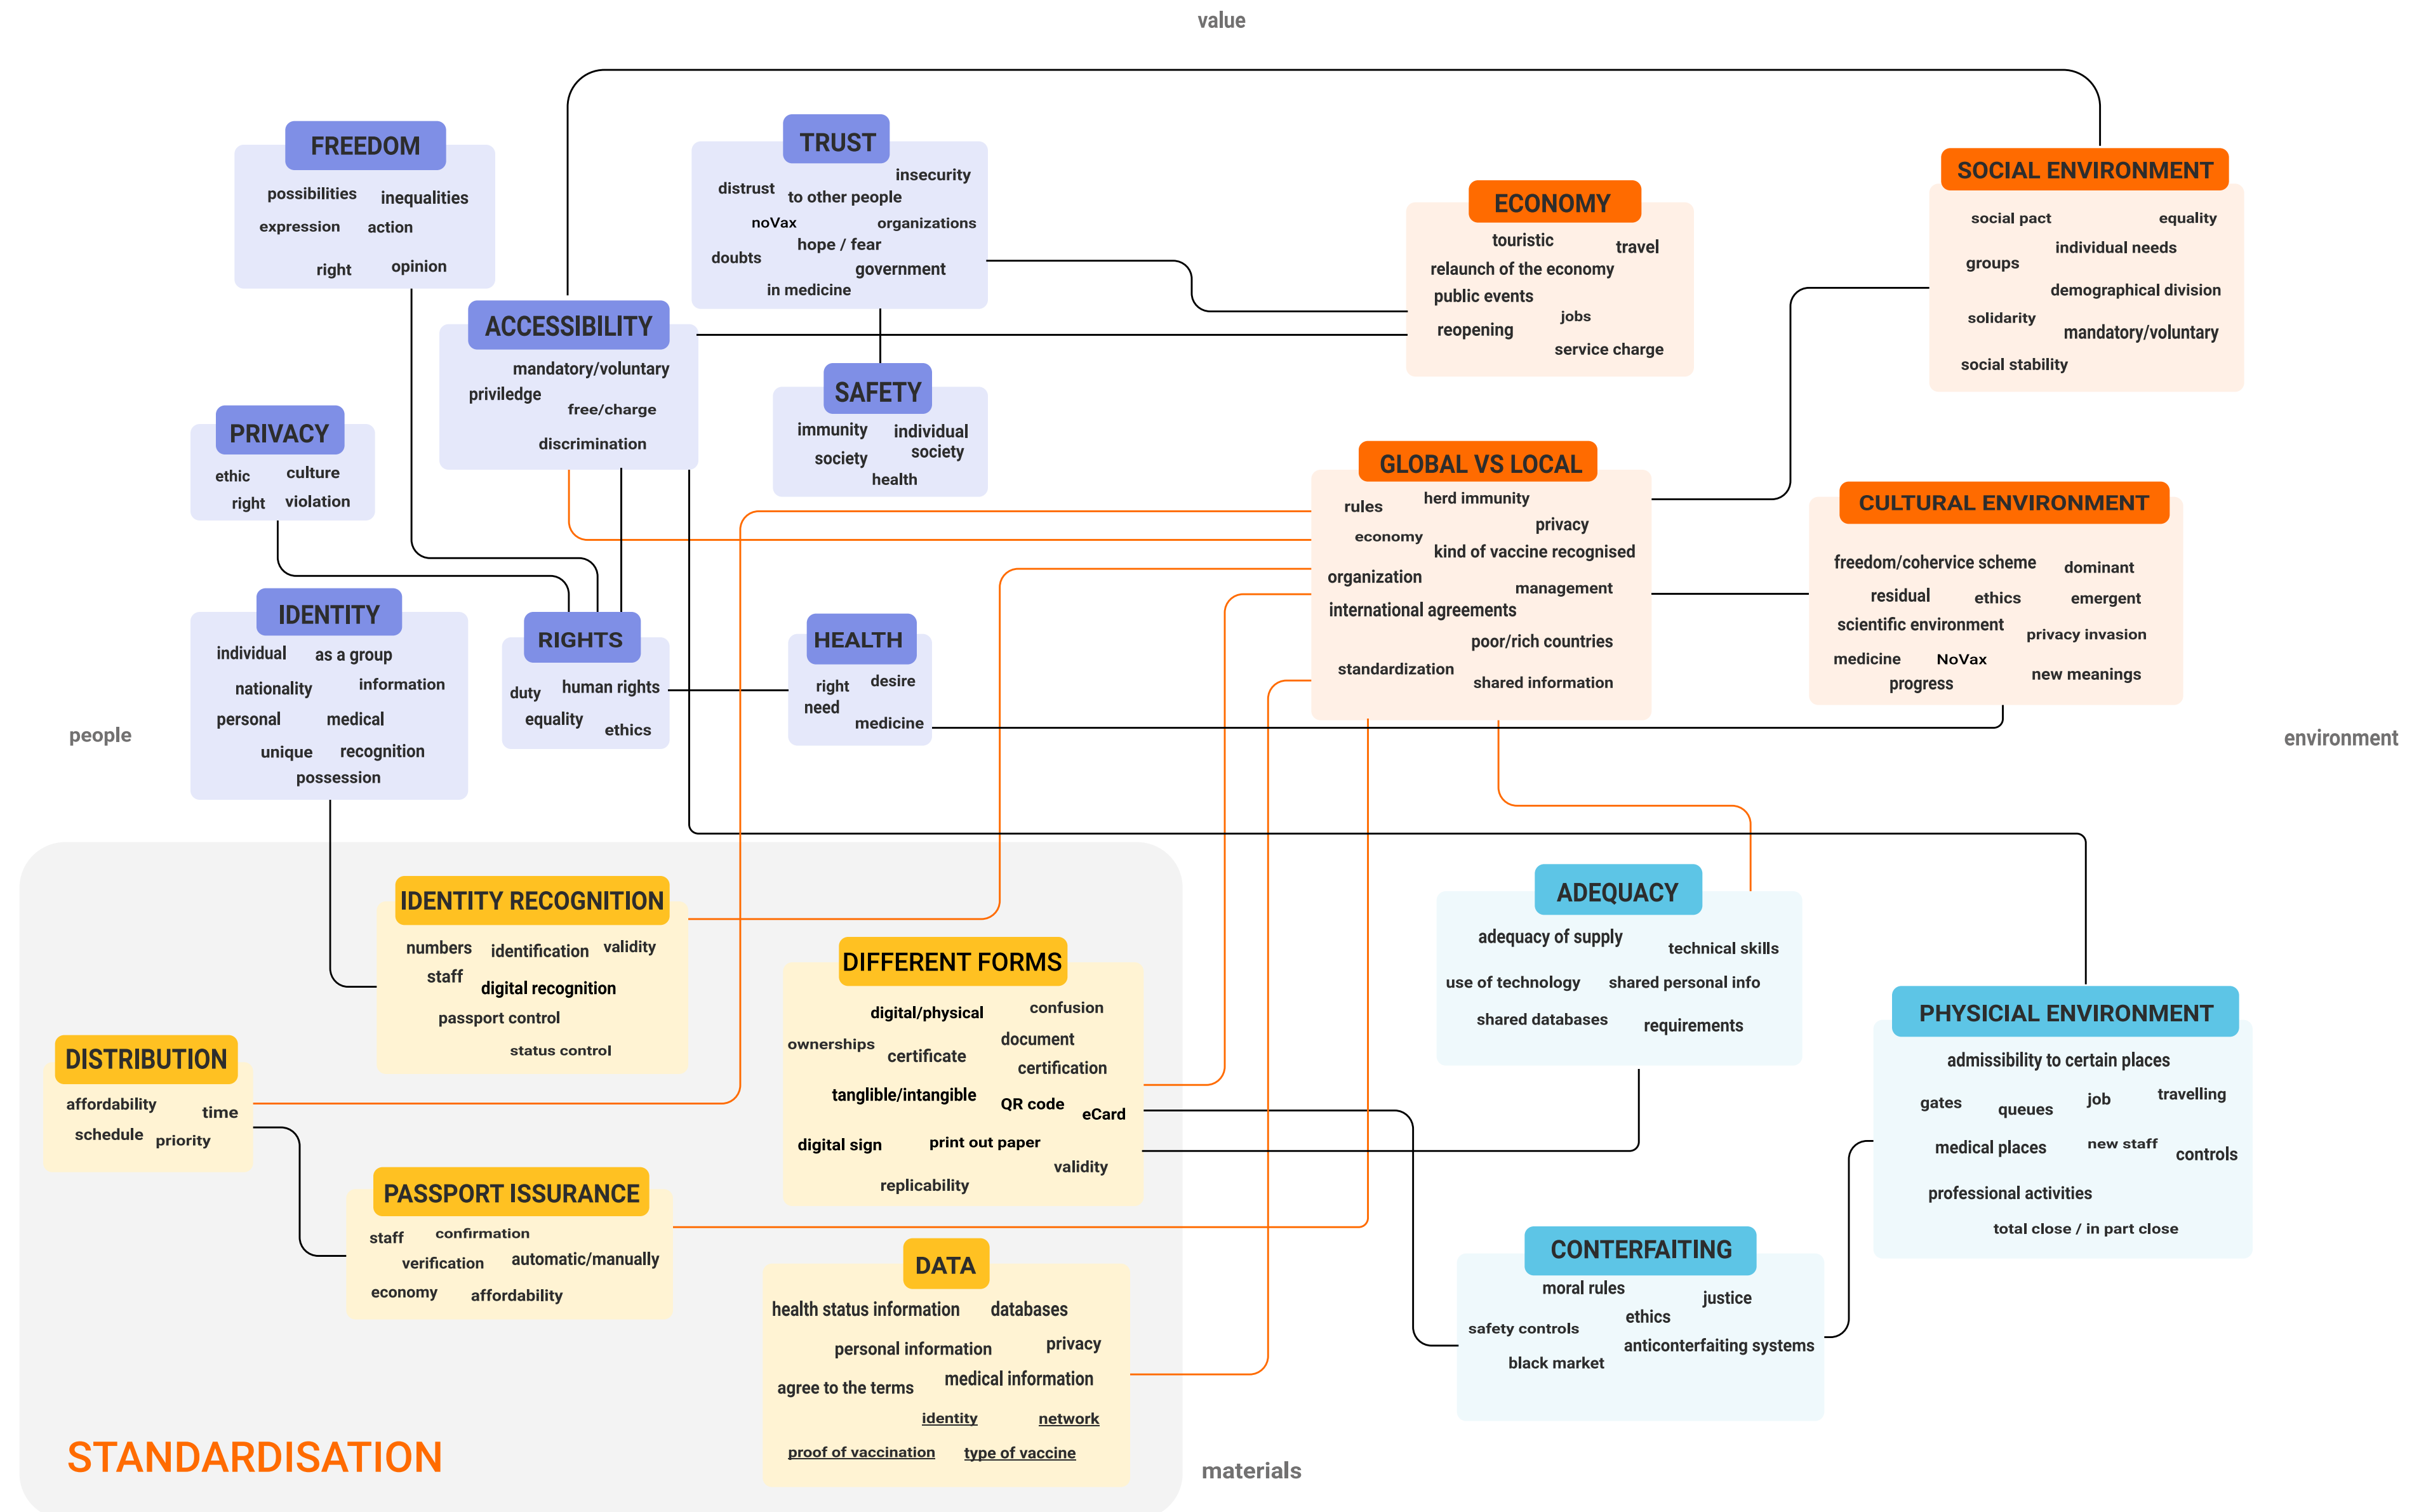 value
FREEDOM
possibilities
inequalities
expression
action
right
opinion
TRUST
insecurity
distrust
to other people
noVax
organizations
hope / fear
doubts
government
in medicine
ECONOMY
touristic
travel
relaunch of the economy
public events
jobs
reopening
service charge
SOCIAL ENVIRONMENT
social pact
equality
individual needs
groups
demographical division
solidarity
mandatory/voluntary
social stability
ACCESSIBILITY
mandatory/voluntary
priviledge
free/charge
discrimination
SAFETY
immunity
individual
society
society
health
PRIVACY
ethic
culture
right
violation
GLOBAL VS LOCAL
rules
herd immunity
privacy
economy
kind of vaccine recognised
organization
management
international agreements
poor/rich countries
standardization
shared information
CULTURAL ENVIRONMENT
freedom/cohervice scheme
dominant
residual
ethics
emergent
scientific environment
privacy invasion
medicine
NoVax
new meanings
progress
IDENTITY
individual
as a group
nationality
information
personal
medical
unique
recognition
possession
RIGHTS
duty
human rights
equality
ethics
HEALTH
right
desire
need
medicine
people
environment
IDENTITY RECOGNITION
numbers
identification
validity
staff
digital recognition
passport control
status control
DIFFERENT FORMS
digital/physical
confusion
ownerships
document
certificate
certification
tanglible/intangible
QR code
eCard
digital sign
print out paper
validity
replicability
ADEQUACY
adequacy of supply
technical skills
use of technology
shared personal info
shared databases
requirements
PHYSICIAL ENVIRONMENT
admissibility to certain places
gates
queues
job
travelling
medical places
new staff
controls
professional activities
total close / in part close
DISTRIBUTION
affordability
time
schedule
priority
PASSPORT ISSURANCE
staff
confirmation
verification
automatic/manually
economy
affordability
DATA
health status information
databases
personal information
privacy
agree to the terms
medical information
identity
network
proof of vaccination
type of vaccine
CONTERFAITING
moral rules
justice
ethics
safety controls
anticonterfaiting systems
black market
STANDARDISATION
materials